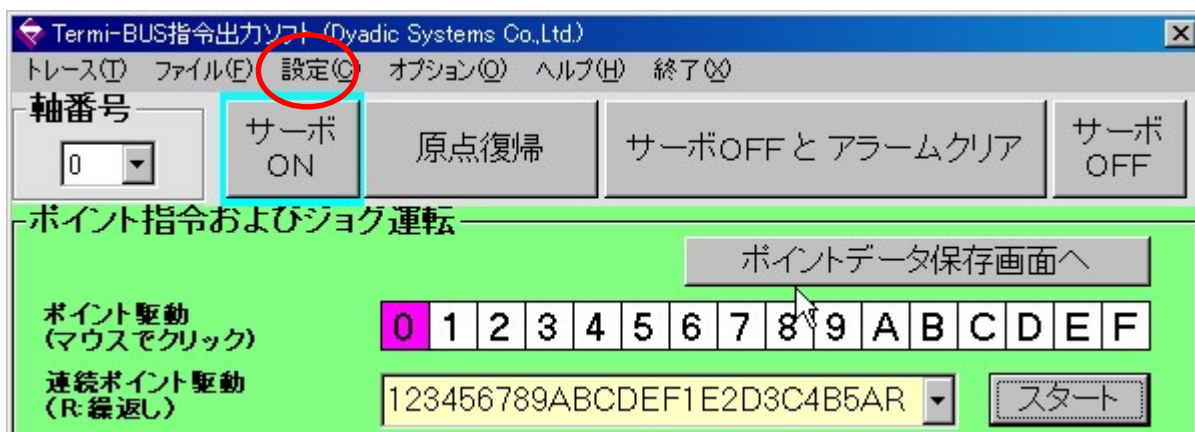 Termi-BUS指令出力ソフト (Dyadic Systems Co.,Ltd.)
トレース(T) ファイル(F) 設定(C) オプション(O) ヘルプ(H) 終了(X)
軸番号
0
サーボ
ON
原点復帰
サーボOFF と アラームクリア
サーボ
OFF
ポイント指令およびジョグ運転
ポイントデータ保存画面へ
ポイント駆動
(マウスでクリック)
0 1 2 3 4 5 6 7 8 9 A B C D E F
連続ポイント駆動
(R:繰返し)
123456789ABCDEF1E2D3C4B5AR
スタート